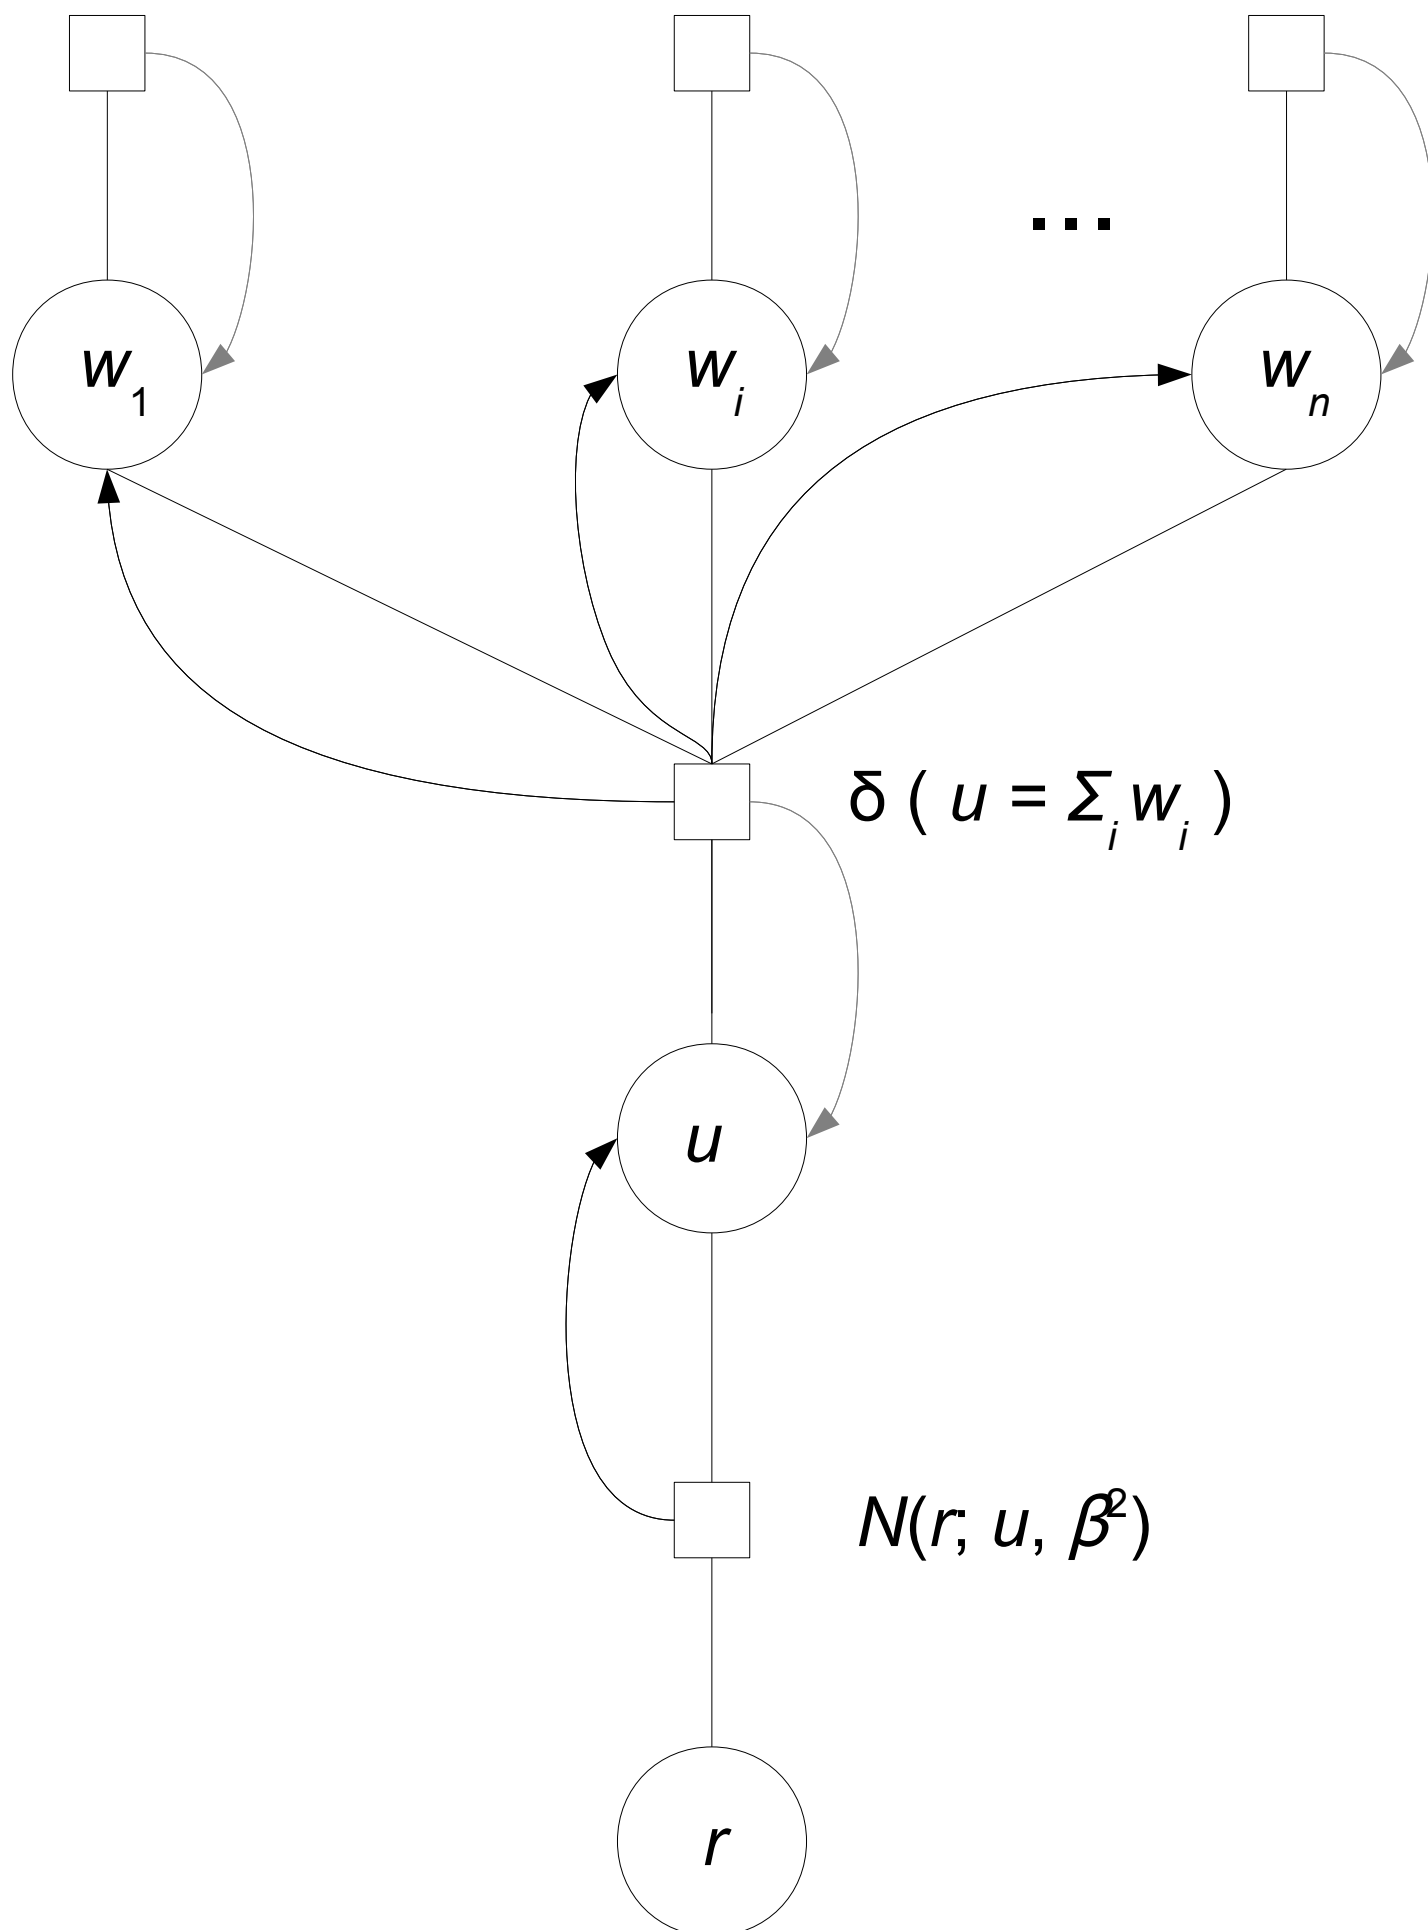 ...
w₁ wᵢ wₙ
δ ( u = Σᵢ wᵢ )
u
N(r; u, β²)
r